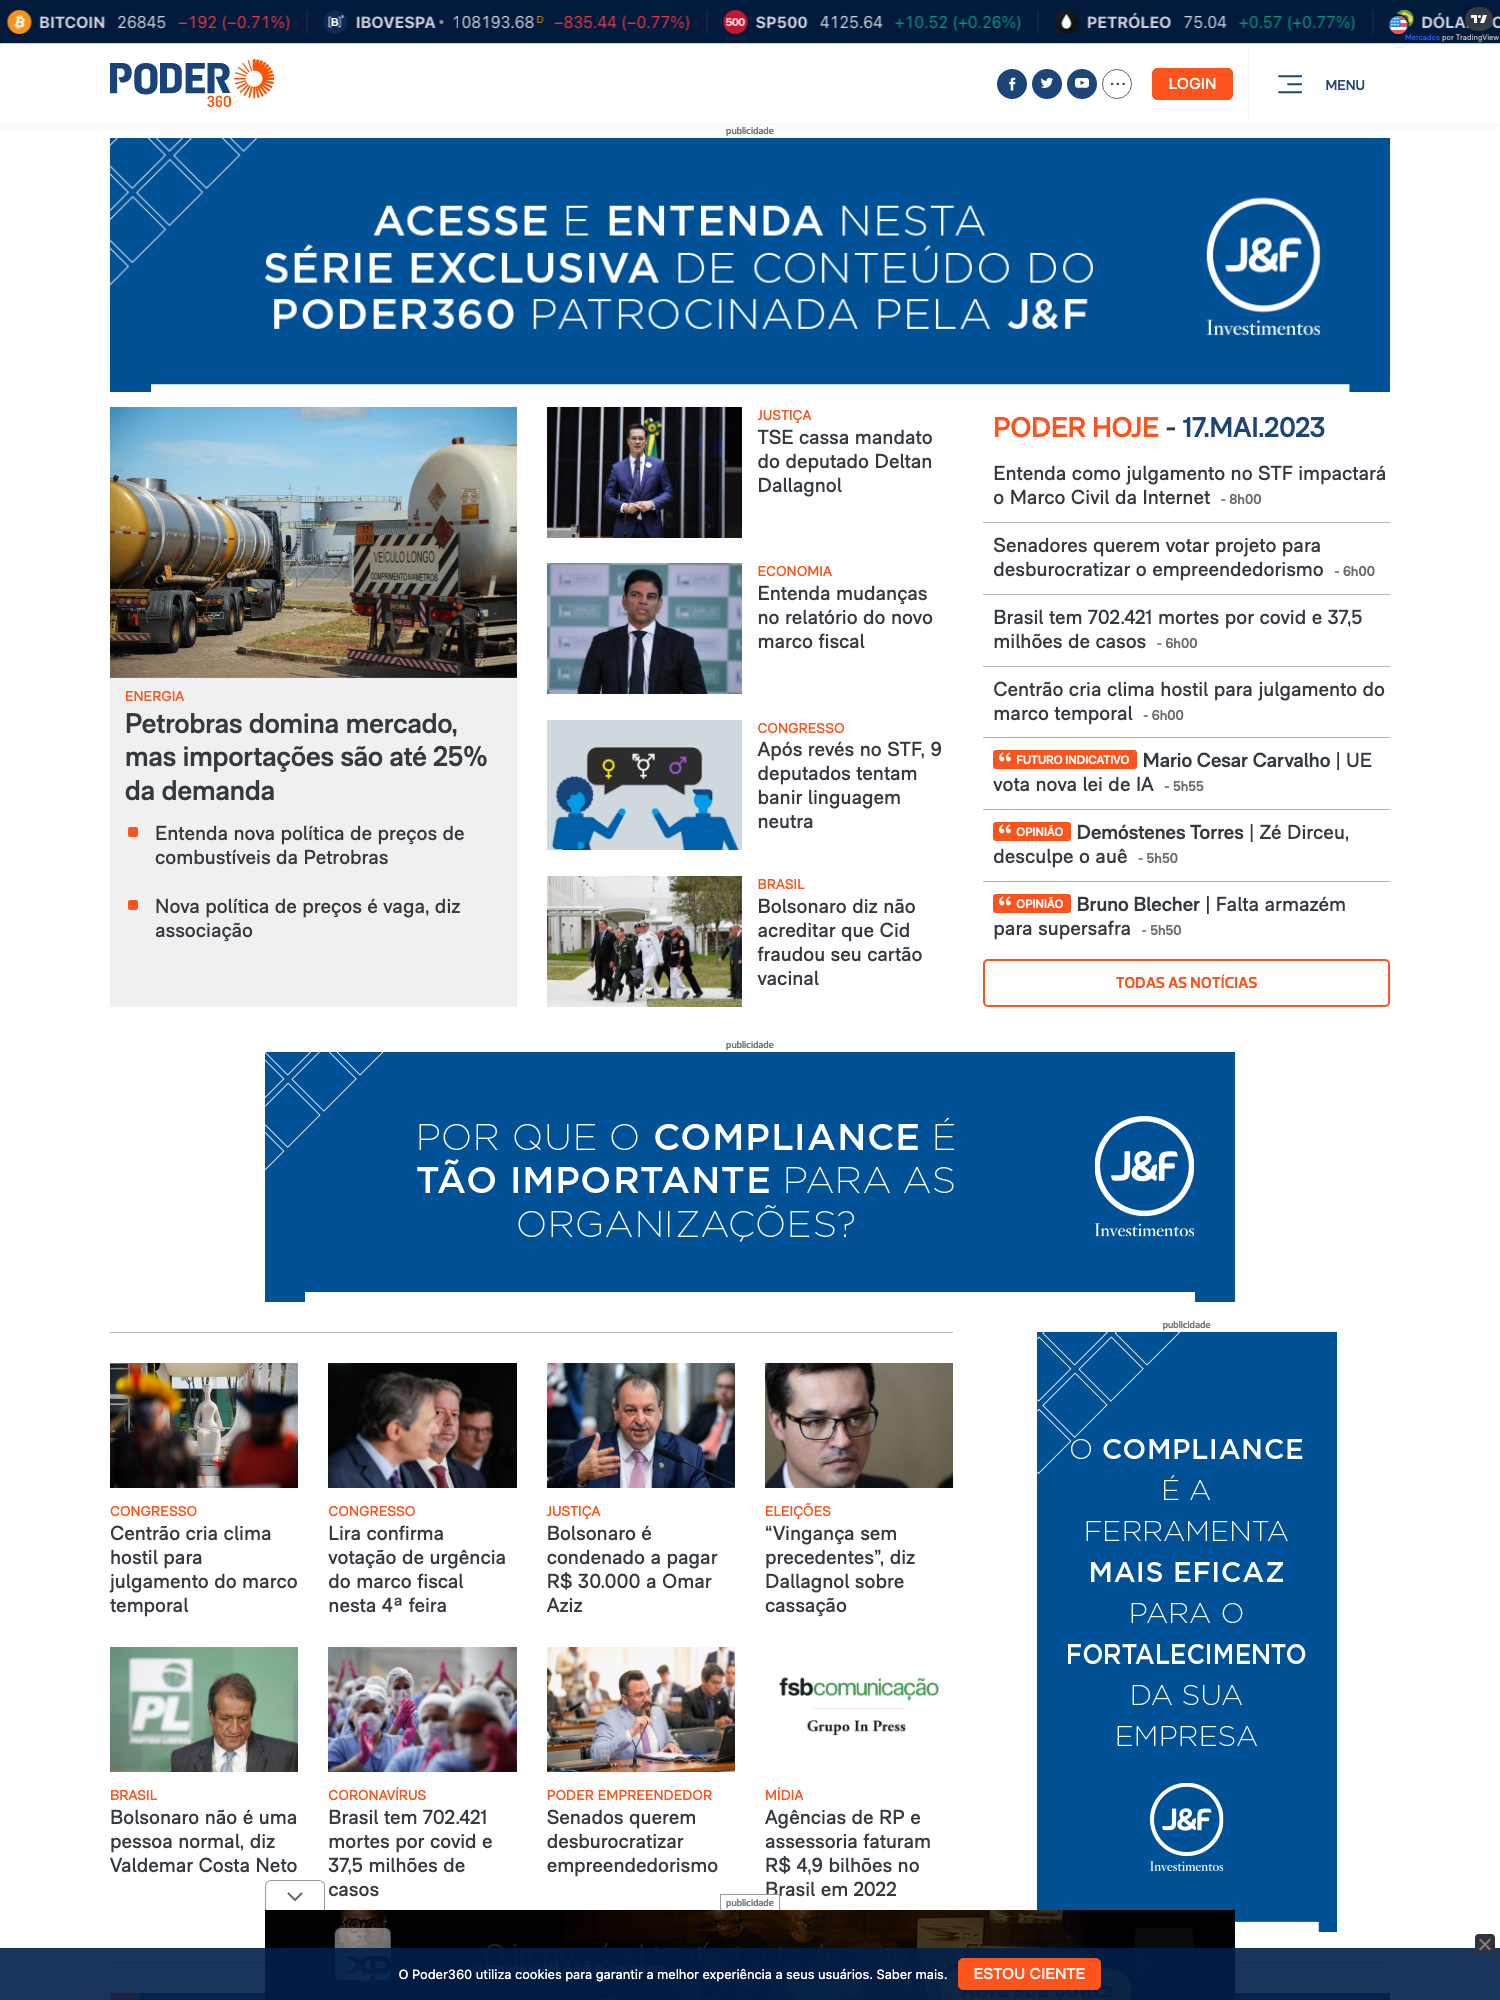 BITCOIN 26845 −192 (−0.71%) IBOVESPA 108193.68 D −835.44 (−0.77%) 500 SP500 4125.64 +10.52 (+0.26%) PETRÓLEO 75.04 +0.57 (+0.77%)
Mercados por TradingView
PODER
360
LOGIN
MENU
publicidade
ACESSE E ENTENDA NESTA
SÉRIE EXCLUSIVA DE CONTEÚDO DO
PODER360 PATROCINADA PELA J&F
J&F
Investimentos
VEÍCULO LONGO
ENERGIA
Petrobras domina mercado,
mas importações são até 25%
da demanda
Entenda nova política de preços de
combustíveis da Petrobras
Nova política de preços é vaga, diz
associação
JUSTIÇA
TSE cassa mandato
do deputado Deltan
Dallagnol
ECONOMIA
Entenda mudanças
no relatório do novo
marco fiscal
CONGRESSO
Após revés no STF, 9
deputados tentam
banir linguagem
neutra
BRASIL
Bolsonaro diz não
acreditar que Cid
fraudou seu cartão
vacinal
PODER HOJE - 17.MAI.2023
Entenda como julgamento no STF impactará
o Marco Civil da Internet - 8h00
Senadores querem votar projeto para
desburocratizar o empreendedorismo - 6h00
Brasil tem 702.421 mortes por covid e 37,5
milhões de casos - 6h00
Centrão cria clima hostil para julgamento do
marco temporal - 6h00
“ FUTURO INDICATIVO Mario Cesar Carvalho | UE
vota nova lei de IA - 5h55
“ OPINIÃO Demóstenes Torres | Zé Dirceu,
desculpe o auê - 5h50
“ OPINIÃO Bruno Blecher | Falta armazém
para supersafra - 5h50
TODAS AS NOTÍCIAS
publicidade
POR QUE O COMPLIANCE É
TÃO IMPORTANTE PARA AS
ORGANIZAÇÕES?
J&F
Investimentos
CONGRESSO
Centrão cria clima
hostil para
julgamento do marco
temporal
CONGRESSO
Lira confirma
votação de urgência
do marco fiscal
nesta 4ª feira
JUSTIÇA
Bolsonaro é
condenado a pagar
R$ 30.000 a Omar
Aziz
ELEIÇÕES
“Vingança sem
precedentes”, diz
Dallagnol sobre
cassação
PL
BRASIL
Bolsonaro não é uma
pessoa normal, diz
Valdemar Costa Neto
CORONAVÍRUS
Brasil tem 702.421
mortes por covid e
37,5 milhões de
casos
PODER EMPREENDEDOR
Senados querem
desburocratizar
empreendedorismo
fsbcomunicação
Grupo In Press
MÍDIA
Agências de RP e
assessoria faturam
R$ 4,9 bilhões no
Brasil em 2022
publicidade
O COMPLIANCE
É A
FERRAMENTA
MAIS EFICAZ
PARA O
FORTALECIMENTO
DA SUA
EMPRESA
J&F
Investimentos
publicidade
XP
O Poder360 utiliza cookies para garantir a melhor experiência a seus usuários. Saber mais.
ESTOU CIENTE